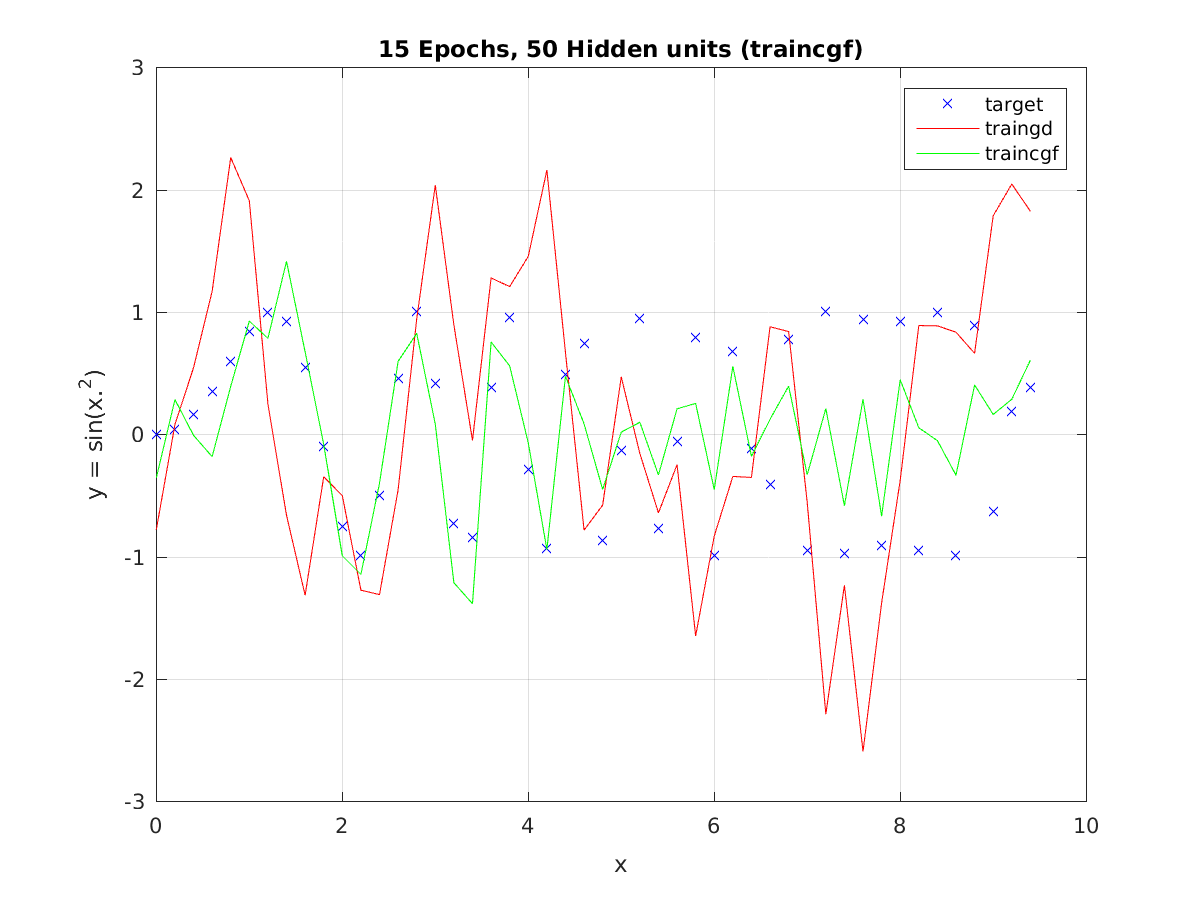 15 Epochs, 50 Hidden units (traincgf)
target
traingd
traincgf
y = sin(x.²)
3
2
1
0
-1
-2
-3
0 2 4 6 8 10
x